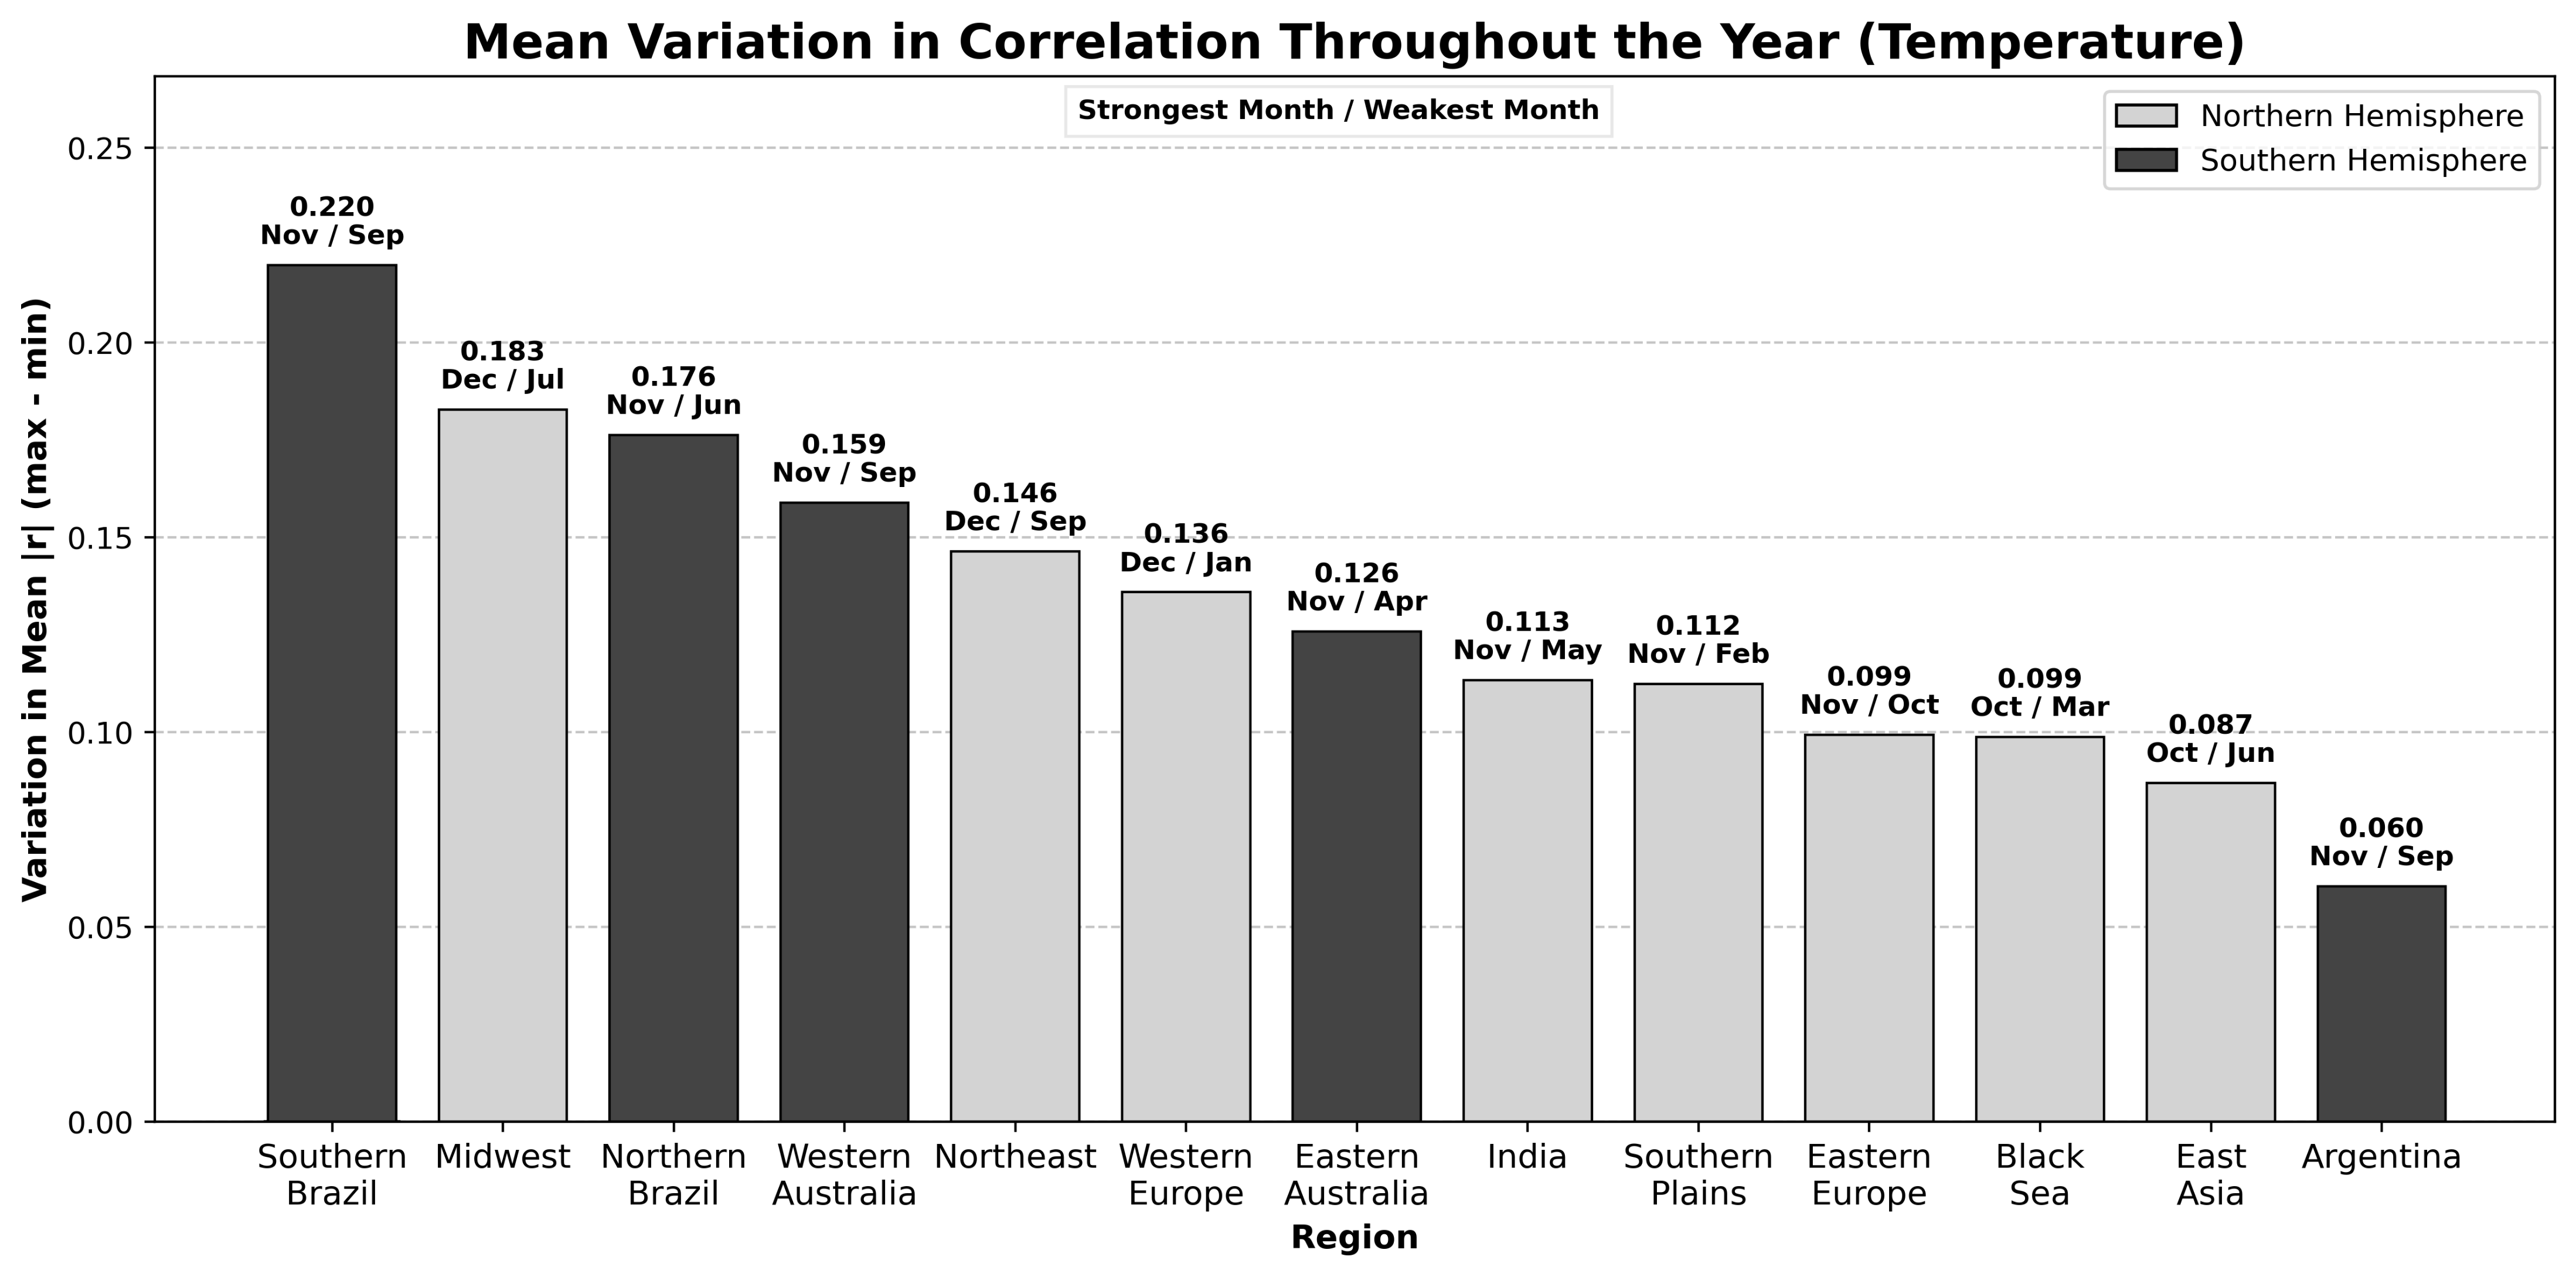 Mean Variation in Correlation Throughout the Year (Temperature)
Strongest Month / Weakest Month
Northern Hemisphere
Southern Hemisphere
Variation in Mean |r| (max - min)
0.25
0.20
0.15
0.10
0.05
0.00
0.220
Nov / Sep
0.183
Dec / Jul
0.176
Nov / Jun
0.159
Nov / Sep
0.146
Dec / Sep
0.136
Dec / Jan
0.126
Nov / Apr
0.113
Nov / May
0.112
Nov / Feb
0.099
Nov / Oct
0.099
Oct / Mar
0.087
Oct / Jun
0.060
Nov / Sep
Southern
Brazil
Midwest
Northern
Brazil
Western
Australia
Northeast
Western
Europe
Eastern
Australia
India
Southern
Plains
Eastern
Europe
Black
Sea
East
Asia
Argentina
Region